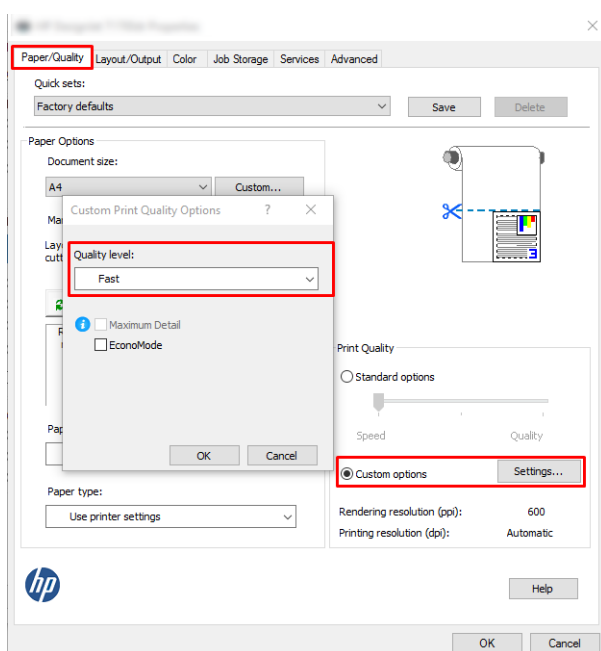 Paper/Quality Layout/Output Color Job Storage Services Advanced
Quick sets:
Factory defaults
Save
Delete
Paper Options
Document size:
A4
Custom...
Custom Print Quality Options ?
Quality level:
Fast
Maximum Detail
EconoMode
OK Cancel
Paper type:
Use printer settings
3
Print Quality
Standard options
Speed Quality
Custom options
Settings...
Rendering resolution (ppi): 600
Printing resolution (dpi): Automatic
hp
Help
OK Cancel